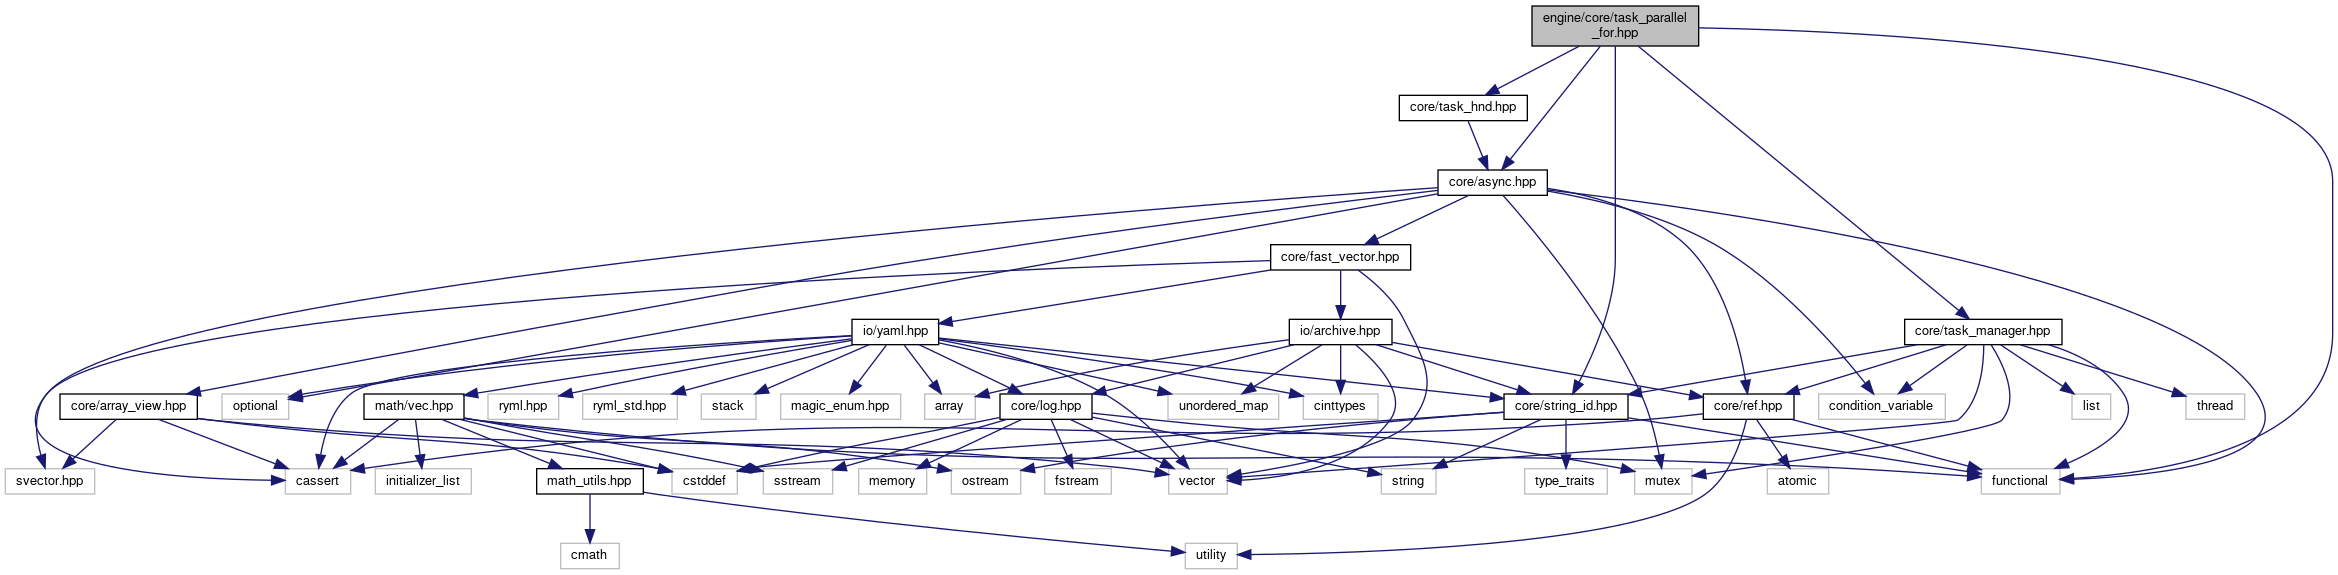 engine/core/task_parallel
_for.hpp
core/task_hnd.hpp
core/async.hpp
core/fast_vector.hpp
io/yaml.hpp
io/archive.hpp
core/task_manager.hpp
core/array_view.hpp
optional
math/vec.hpp
ryml.hpp
ryml_std.hpp
stack
magic_enum.hpp
array
core/log.hpp
unordered_map
cinttypes
core/string_id.hpp
core/ref.hpp
condition_variable
list
thread
svector.hpp
cassert
initializer_list
math_utils.hpp
cstddef
sstream
memory
ostream
fstream
vector
string
type_traits
mutex
atomic
functional
cmath
utility